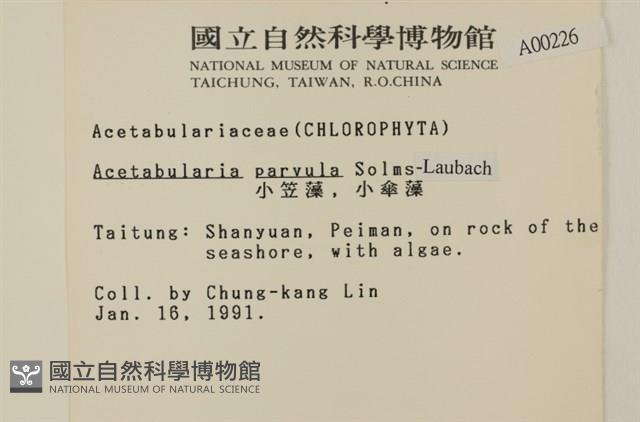 國立自然科學博物館
A00226
NATIONAL MUSEUM OF NATURAL SCIENCE
TAICHUNG, TAIWAN, R.O.CHINA
Acetabulariaceae(CHLOROPHYTA)
Acetabularia parvula Solms-Laubach
小笠藻, 小傘藻
Taitung: Shanyuan, Peiman, on rock of the
seashore, with algae.
Coll. by Chung-kang Lin
Jan. 16, 1991.
國立自然科學博物館
NATIONAL MUSEUM OF NATURAL SCIENCE